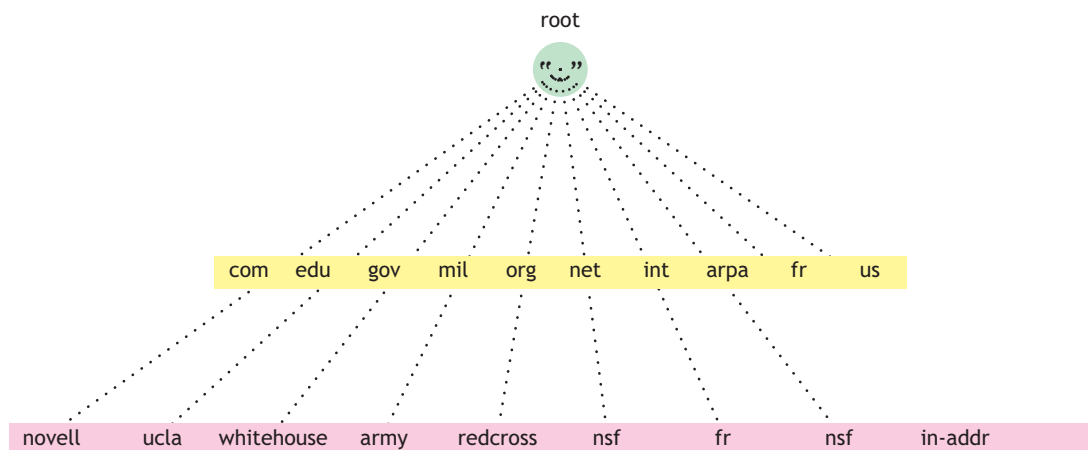 root
“.”
com edu gov mil org net int arpa fr us
novell ucla whitehouse army redcross nsf fr nsf in-addr